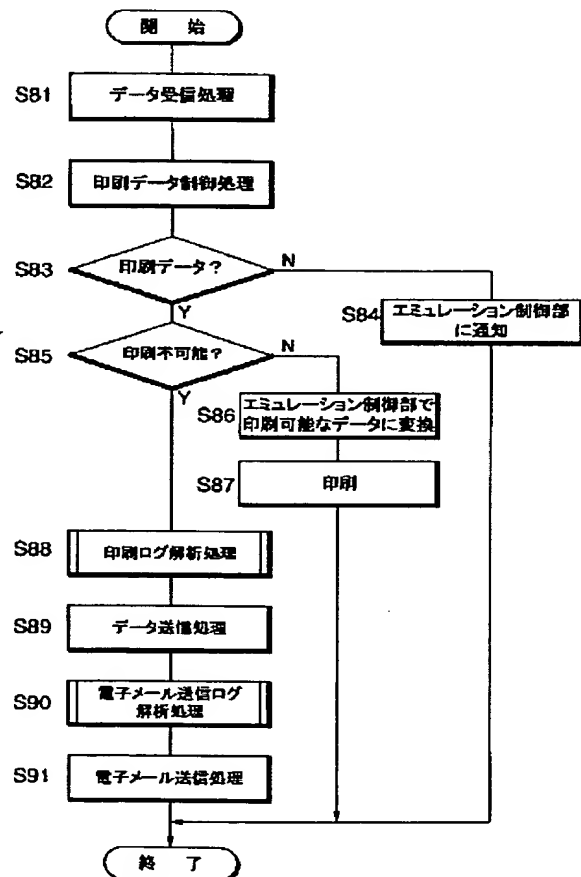 開 始
S81
データ受信処理
S82
印刷データ制御処理
S83
印刷データ?
N
Y
S84
エミュレーション制御部
に通知
S85
印刷不可能?
N
Y
S86
エミュレーション制御部で
印刷可能なデータに変換
S87
印刷
S88
印刷ログ解析処理
S89
データ送信処理
S90
電子メール送信ログ
解析処理
S91
電子メール送信処理
終 了